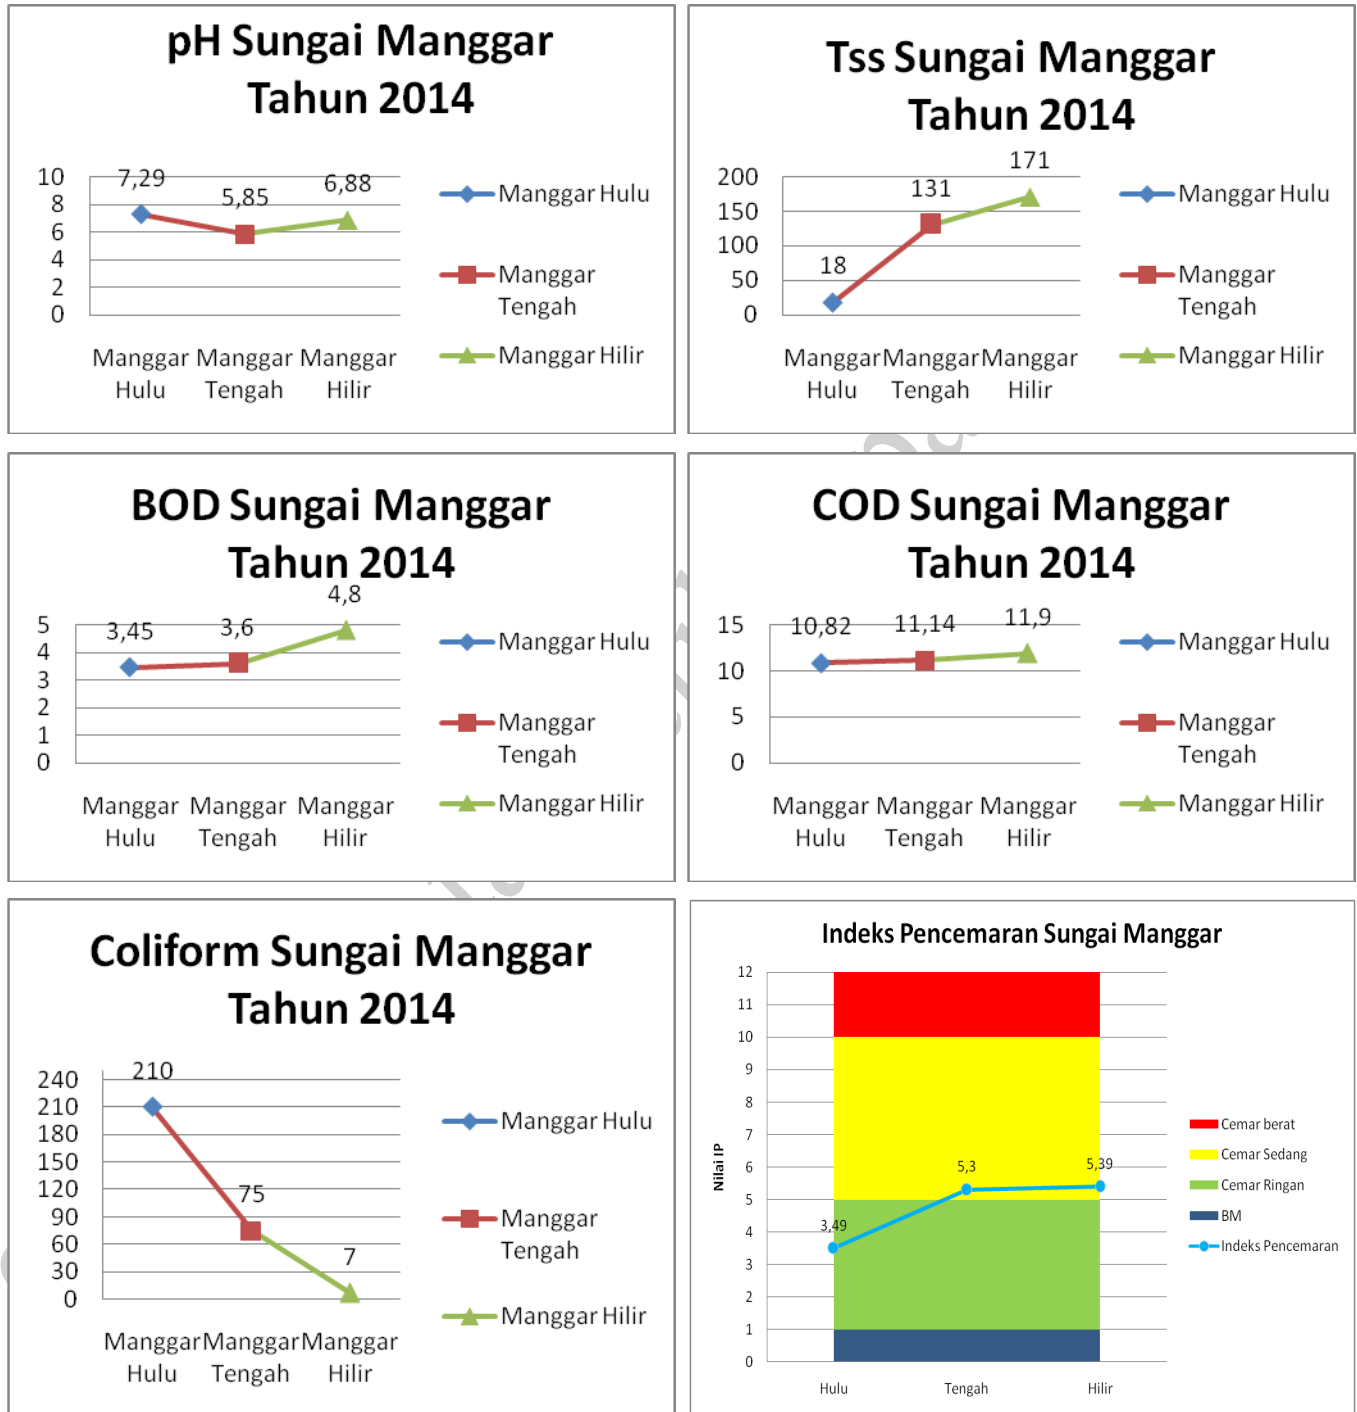 pH Sungai Manggar
Tahun 2014
10
8
6
4
2
0
7,29
5,85
6,88
Manggar Hulu
Manggar Tengah
Manggar Hilir
Manggar Hulu
Manggar
Tengah
Manggar Hilir
Tss Sungai Manggar
Tahun 2014
200
150
100
50
0
18
131
171
Manggar Hulu
Manggar Tengah
Manggar Hilir
Manggar Hulu
Manggar
Tengah
Manggar Hilir
BOD Sungai Manggar
Tahun 2014
5
4
3
2
1
0
3,45
3,6
4,8
Manggar Hulu
Manggar Tengah
Manggar Hilir
Manggar Hulu
Manggar
Tengah
Manggar Hilir
COD Sungai Manggar
Tahun 2014
15
10
5
0
10,82
11,14
11,9
Manggar Hulu
Manggar Tengah
Manggar Hilir
Manggar Hulu
Manggar
Tengah
Manggar Hilir
Coliform Sungai Manggar
Tahun 2014
240
210
180
150
120
90
60
30
0
210
75
7
Manggar Hulu
Manggar Tengah
Manggar Hilir
Manggar Hulu
Manggar
Tengah
Manggar Hilir
Indeks Pencemaran Sungai Manggar
Nilai IP
12
11
10
9
8
7
6
5
4
3
2
1
0
3,49
5,3
5,39
Hulu
Tengah
Hilir
Cemar berat
Cemar Sedang
Cemar Ringan
BM
Indeks Pencemaran